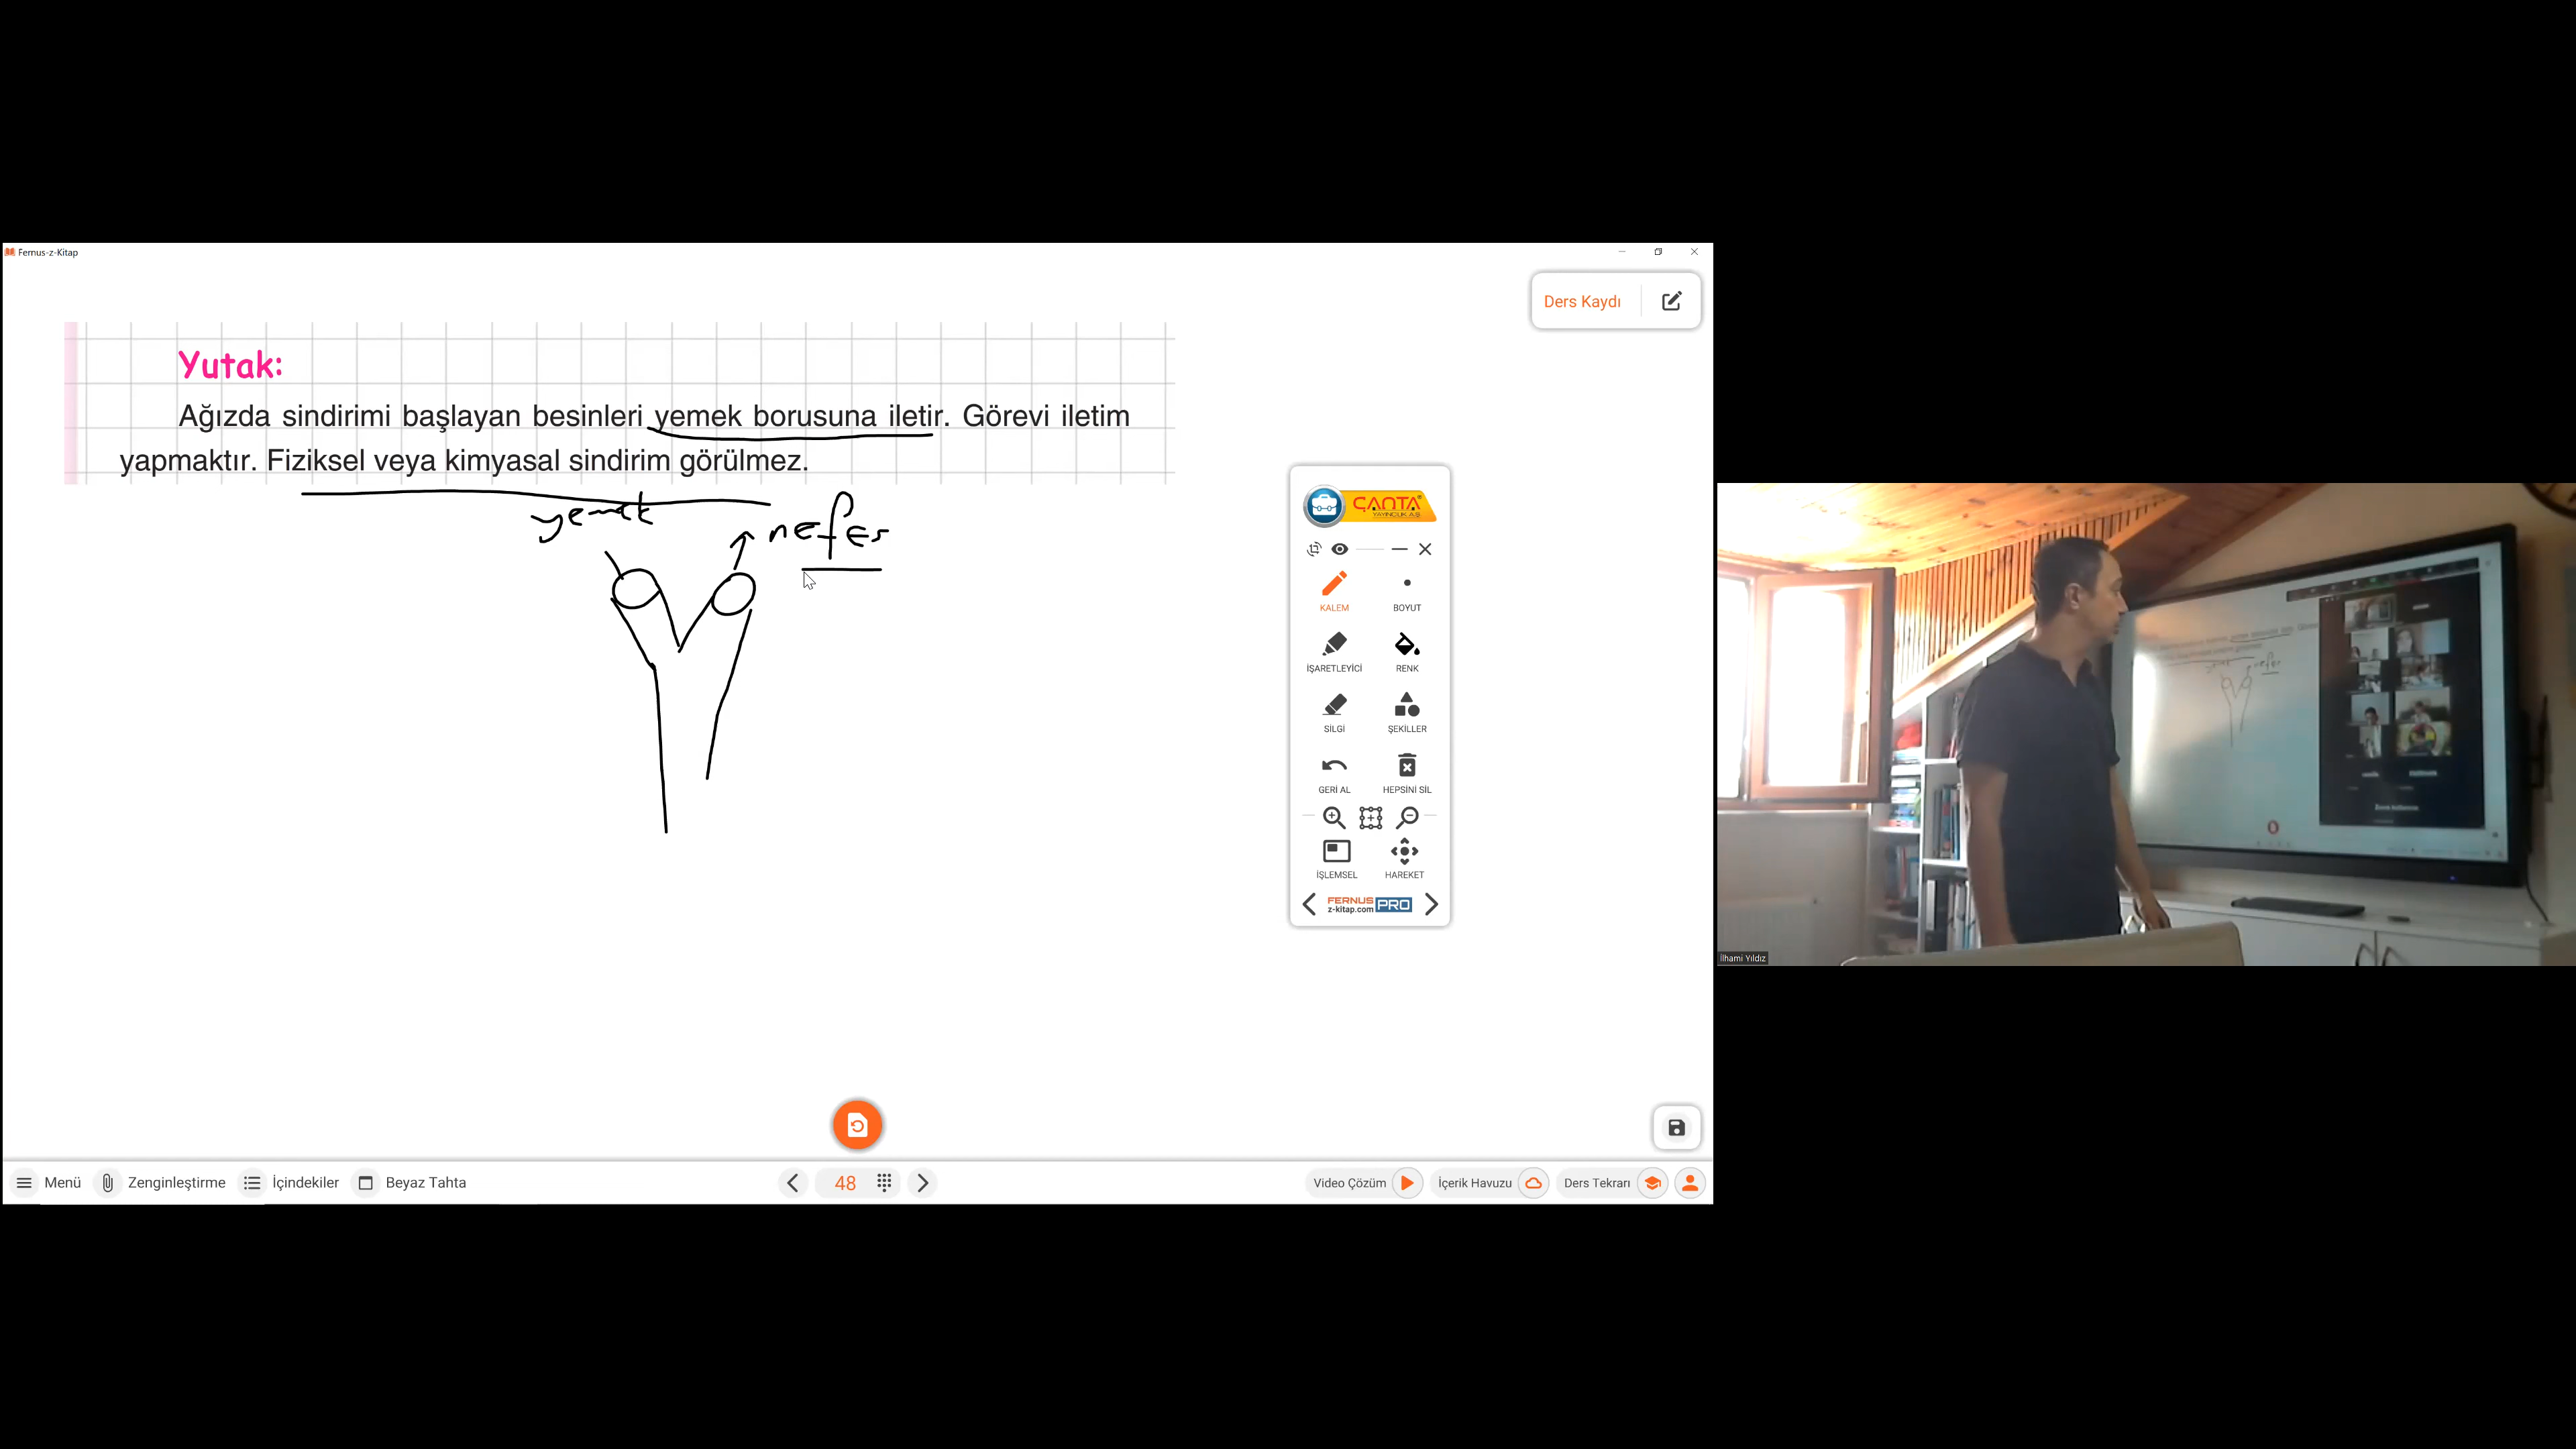 Fernus-z-Kitap
Ders Kaydı
Yutak:
Ağızda sindirimi başlayan besinleri yemek borusuna iletir. Görevi iletim
yapmaktır. Fiziksel veya kimyasal sindirim görülmez.
yemek
nefes
ÇANTA
YAYINCILIK A.Ş.
KALEM
BOYUT
İŞARETLEYİCİ
RENK
SİLGİ
ŞEKİLLER
GERİ AL
HEPSİNİ SİL
İŞLEMSEL
HAREKET
FERNUS
z-kitap.com
PRO
İlhami Yıldız
Menü
Zenginleştirme
İçindekiler
Beyaz Tahta
48
Video Çözüm
İçerik Havuzu
Ders Tekrarı